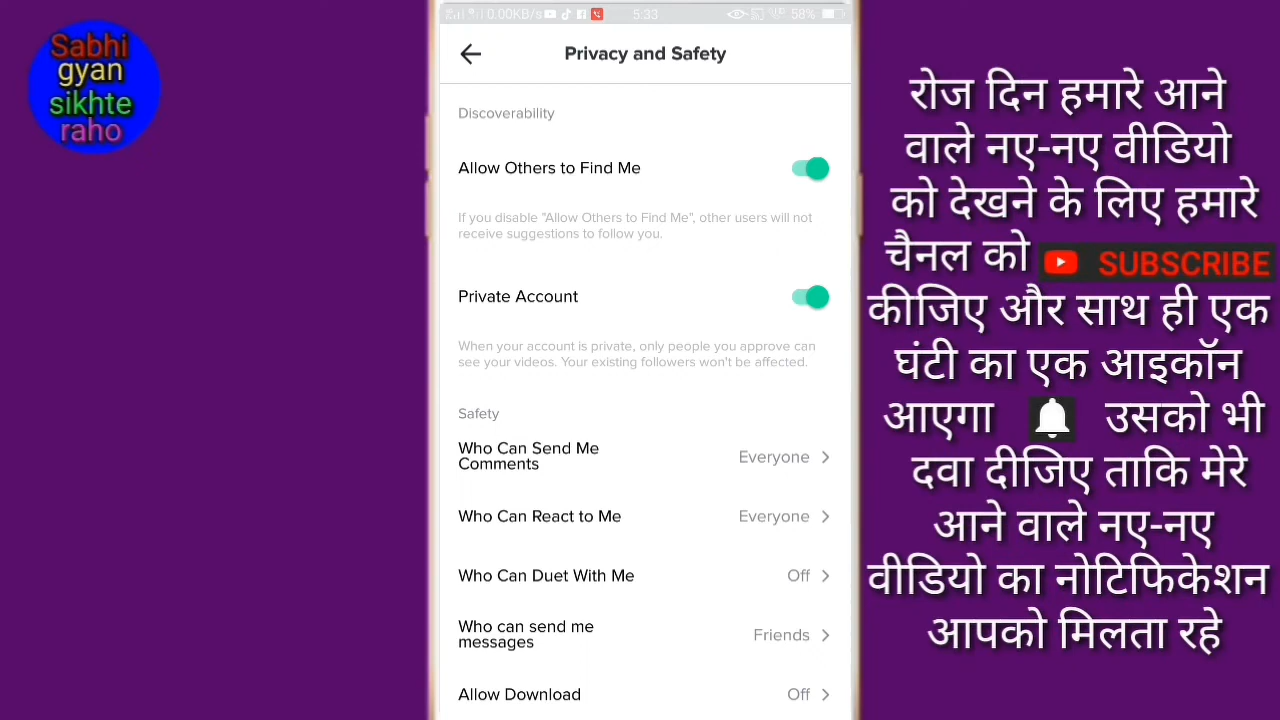 Sabhi
gyan
sikhte
raho
0.00KB/s 5:33 58%
Privacy and Safety
Discoverability
Allow Others to Find Me
If you disable "Allow Others to Find Me", other users will not
receive suggestions to follow you.
Private Account
When your account is private, only people you approve can
see your videos. Your existing followers won't be affected.
Safety
Who Can Send Me
Comments
Everyone
Who Can React to Me
Everyone
Who Can Duet With Me
Off
Who can send me
messages
Friends
Allow Download
Off
रोज दिन हमारे आने
वाले नए-नए वीडियो
को देखने के लिए हमारे
चैनल को SUBSCRIBE
कीजिए और साथ ही एक
घंटी का एक आइकॉन
आएगा उसको भी
दवा दीजिए ताकि मेरे
आने वाले नए-नए
वीडियो का नोटिफिकेशन
आपको मिलता रहे